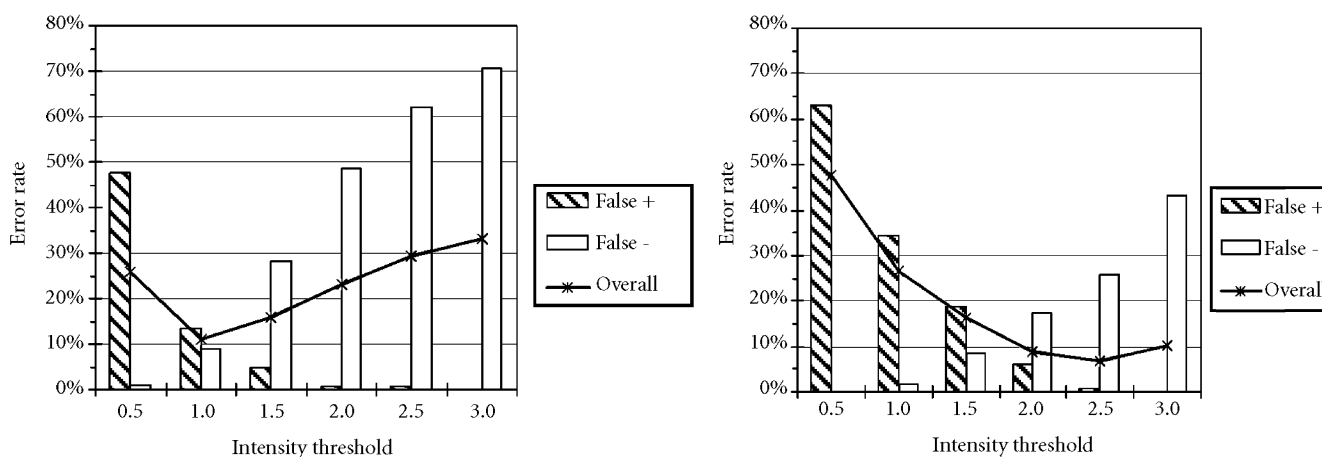 80%
70%
60%
50%
40%
30%
20%
10%
0%
Error rate
0.5 1.0 1.5 2.0 2.5 3.0
Intensity threshold
False +
False -
Overall
80%
70%
60%
50%
40%
30%
20%
10%
0%
Error rate
0.5 1.0 1.5 2.0 2.5 3.0
Intensity threshold
False +
False -
Overall